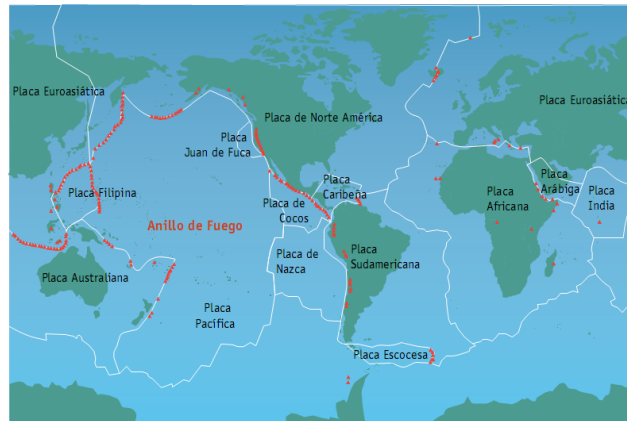 Placa Euroasiática
Placa de Norte América
Placa Euroasiática
Placa
Juan de Fuca
Placa
Caribeña
Placa
Arábiga
Placa Filipina
Placa
Africana
Placa
India
Anillo de Fuego
Placa de
Cocos
Placa de
Nazca
Placa
Sudamericana
Placa Australiana
Placa
Pacífica
Placa Escocesa